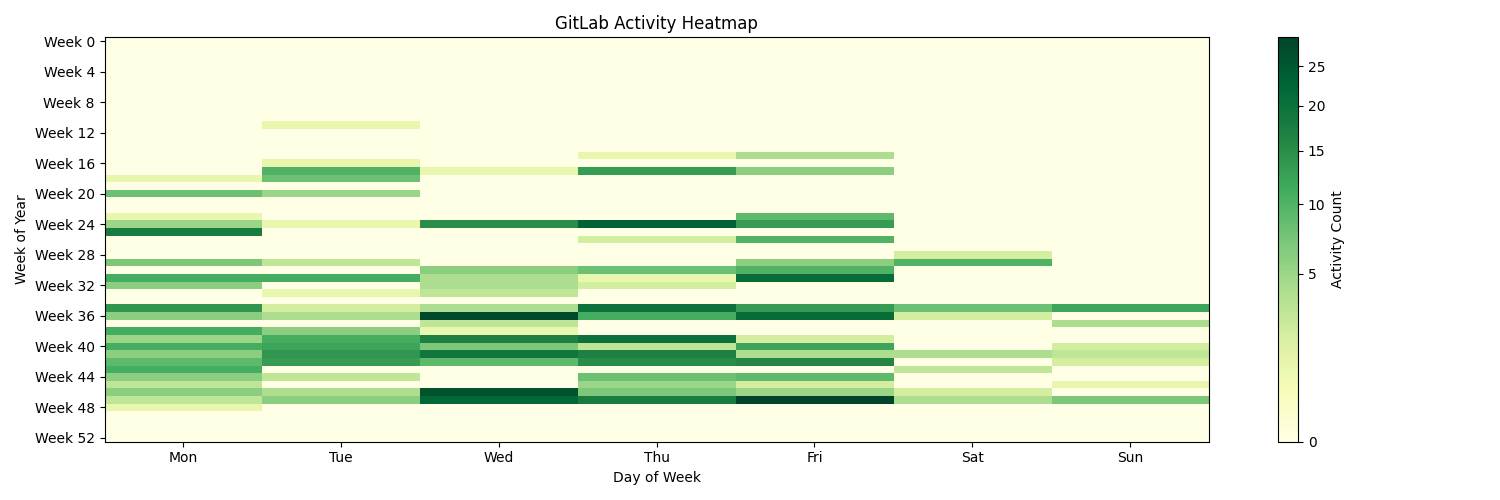 GitLab Activity Heatmap
Week 0
Week 4
Week 8
Week 12
Week 16
Week 20
Week 24
Week 28
Week 32
Week 36
Week 40
Week 44
Week 48
Week 52
Week of Year
Mon Tue Wed Thu Fri Sat Sun
Day of Week
25
20
15
10
5
0
Activity Count